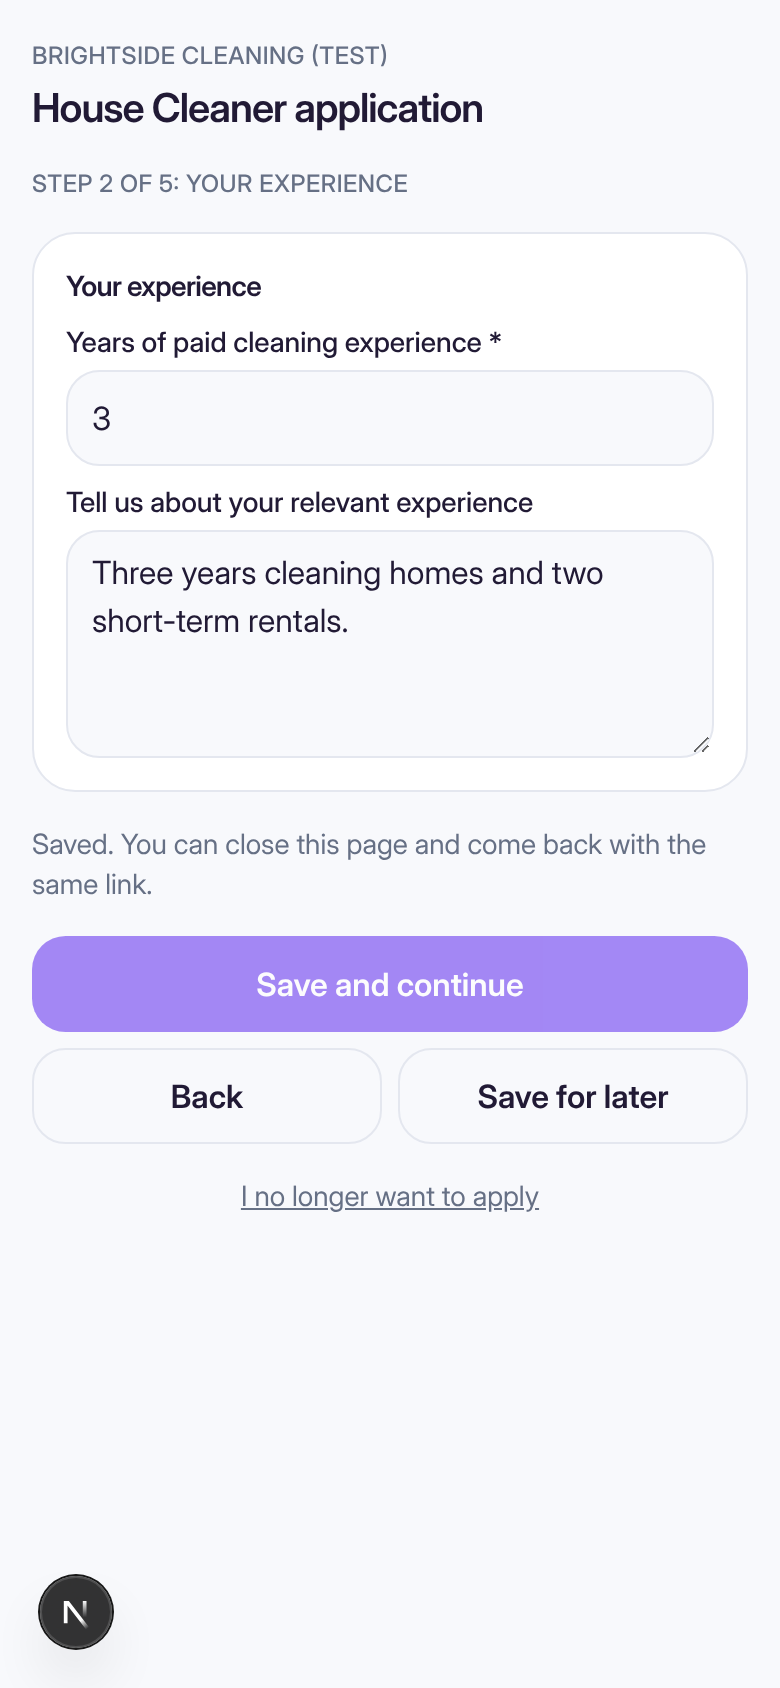 BRIGHTSIDE CLEANING (TEST)
House Cleaner application
STEP 2 OF 5: YOUR EXPERIENCE
Your experience
Years of paid cleaning experience *
3
Tell us about your relevant experience
Three years cleaning homes and two
short-term rentals.
Saved. You can close this page and come back with the
same link.
Save and continue
Back
Save for later
I no longer want to apply
N